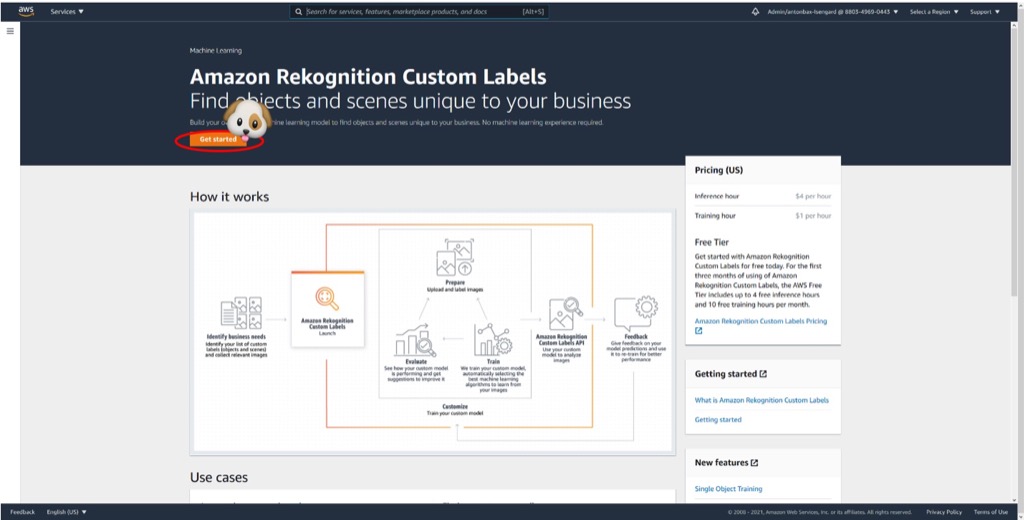 aws
Services
Search for services, features, marketplace products, and docs
[Alt+S]
Select a Region
Support
Machine Learning
Amazon Rekognition Custom Labels
Find objects and scenes unique to your business
Build your learning model to find objects and scenes unique to your business. No machine learning experience required.
Get started
Pricing (US)
Inference hour
$4 per hour
Training hour
$1 per hour
Free Tier
Get started with Amazon Rekognition
Custom Labels for free today. For the first
three months of using of Amazon
Rekognition Custom Labels, the AWS Free
Tier includes up to 4 free inference hours
and 10 free training hours per month.
Amazon Rekognition Custom Labels Pricing
How it works
Identify business needs
Identify your list of custom
labels (objects and scenes)
and collect relevant images
Amazon Rekognition
Custom Labels
Launch
Prepare
Upload and label images
Evaluate
See how your custom model
is performing and get
suggestions to improve it
Train
We train your custom model,
automatically selecting the
best machine learning
algorithms to learn from
your images
Customize
Train your custom model
Amazon Rekognition
Custom Labels API
Use your custom
model to analyze
images
Feedback
Give feedback on your
model predictions and use
it to re-train for better
performance
Getting started
What is Amazon Rekognition Custom Labels
Getting started
New features
Single Object Training
Use cases
Feedback
English (US)
© 2008 - 2021, Amazon Web Services, Inc. or its affiliates. All rights reserved.
Privacy Policy
Terms of Use